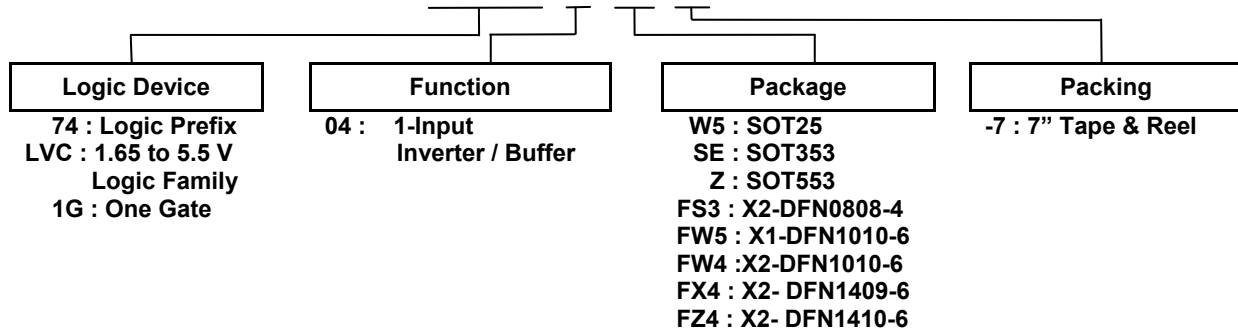 Logic Device
74 : Logic Prefix
LVC : 1.65 to 5.5 V
Logic Family
1G : One Gate
Function
04 : 1-Input
Inverter / Buffer
Package
W5 : SOT25
SE : SOT353
Z : SOT553
FS3 : X2-DFN0808-4
FW5 : X1-DFN1010-6
FW4 :X2-DFN1010-6
FX4 : X2- DFN1409-6
FZ4 : X2- DFN1410-6
Packing
-7 : 7” Tape & Reel